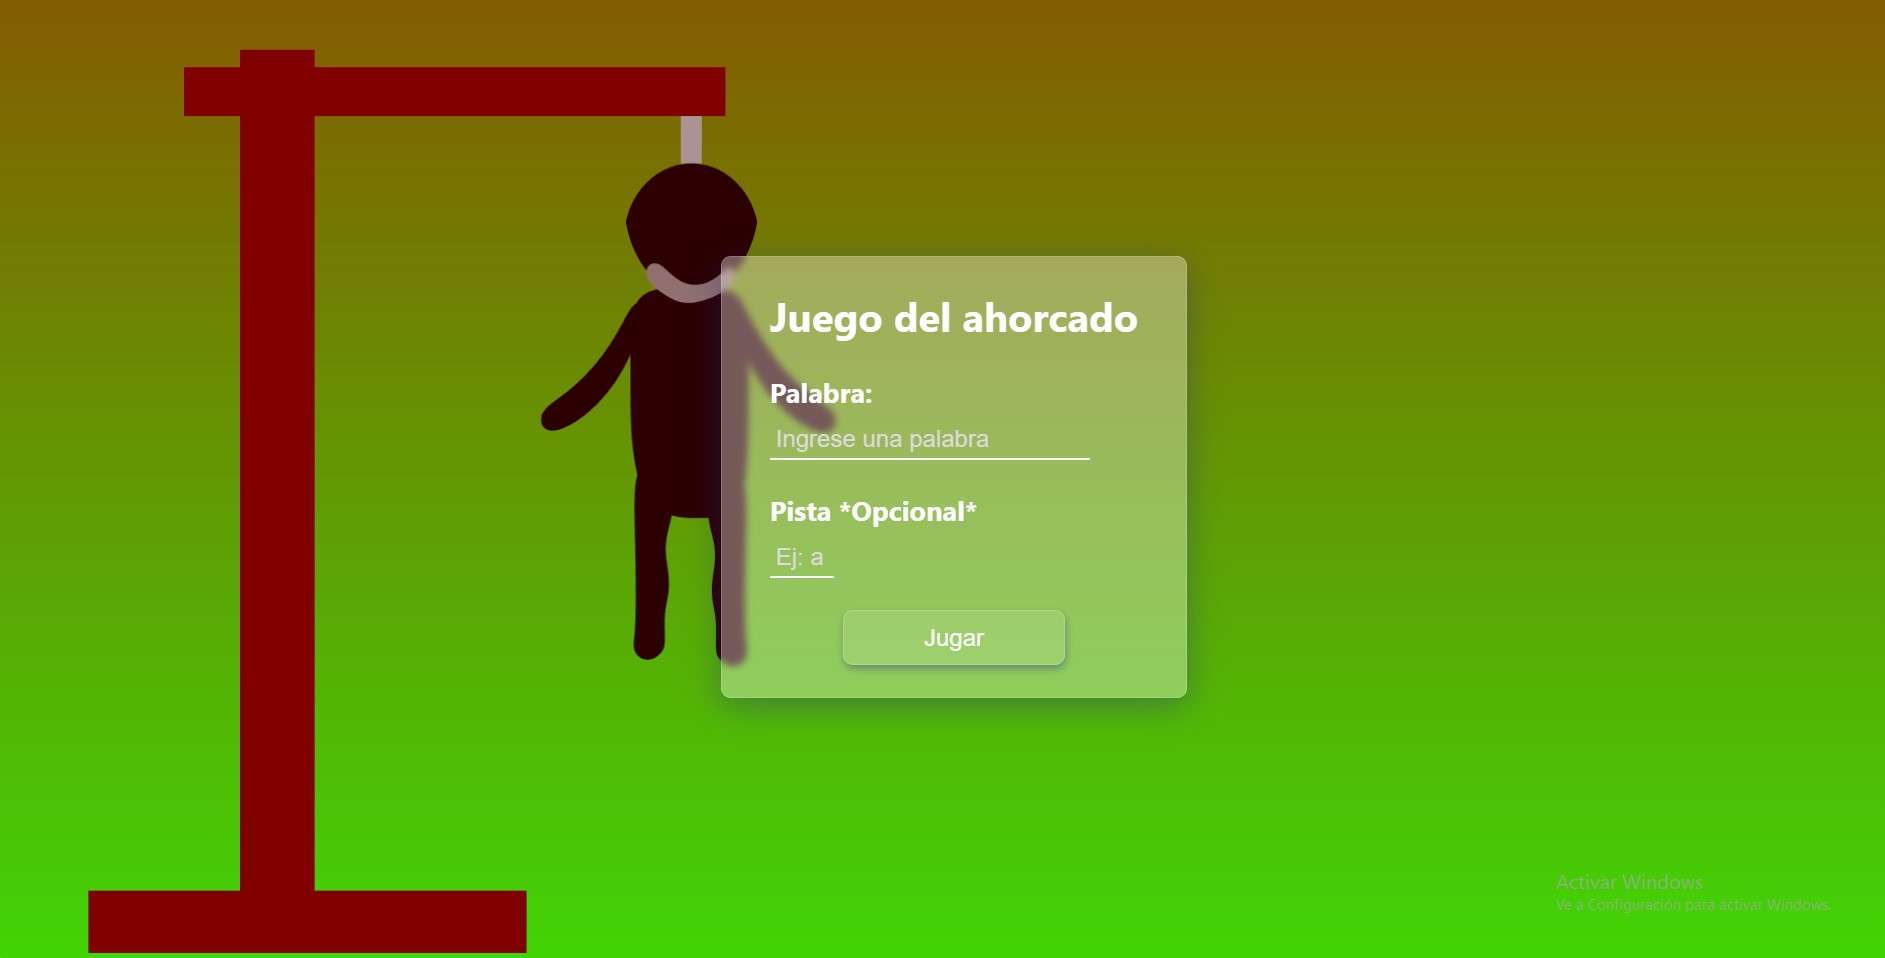 Juego del ahorcado
Palabra:
Ingrese una palabra
Pista *Opcional*
Ej: a
Jugar
Activar Windows
Ve a Configuración para activar Windows.